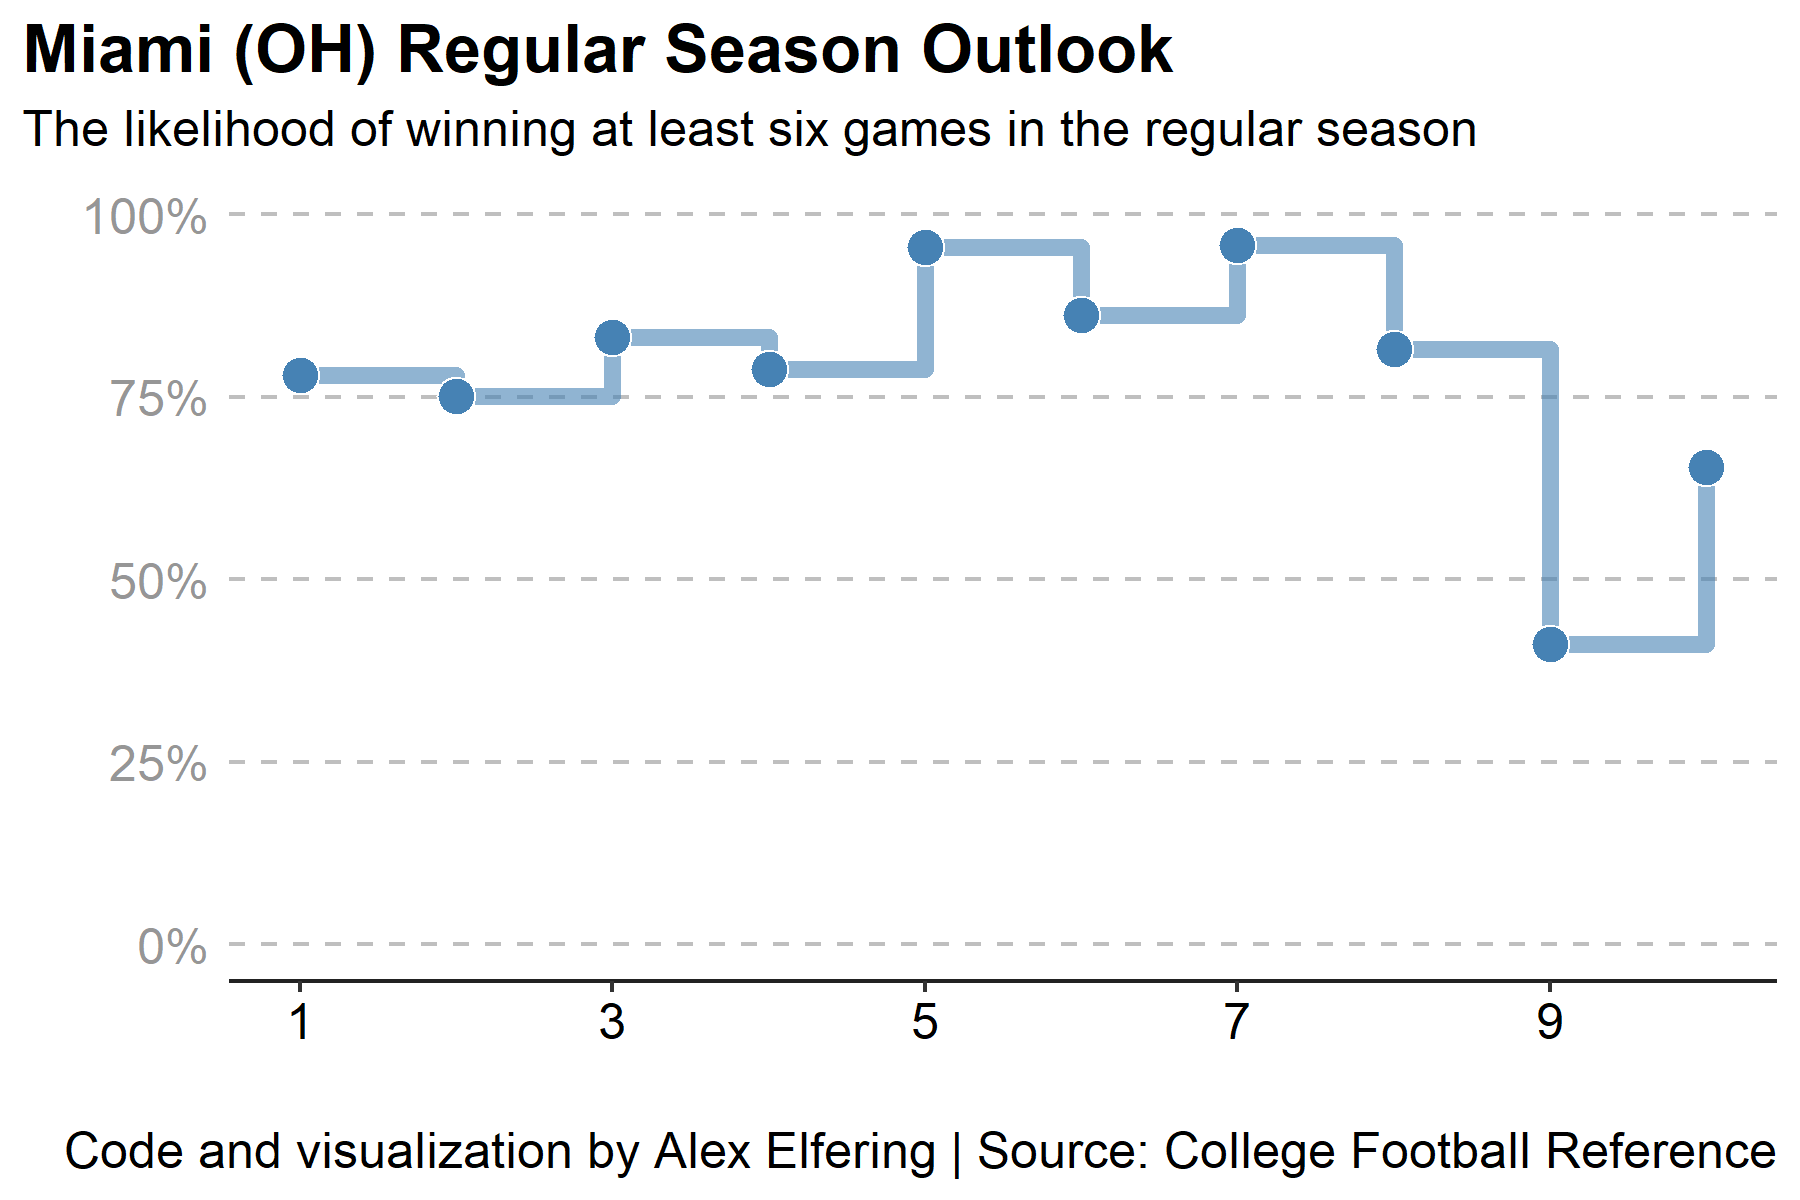 Miami (OH) Regular Season Outlook
The likelihood of winning at least six games in the regular season
100%
75%
50%
25%
0%
1 3 5 7 9
Code and visualization by Alex Elfering | Source: College Football Reference